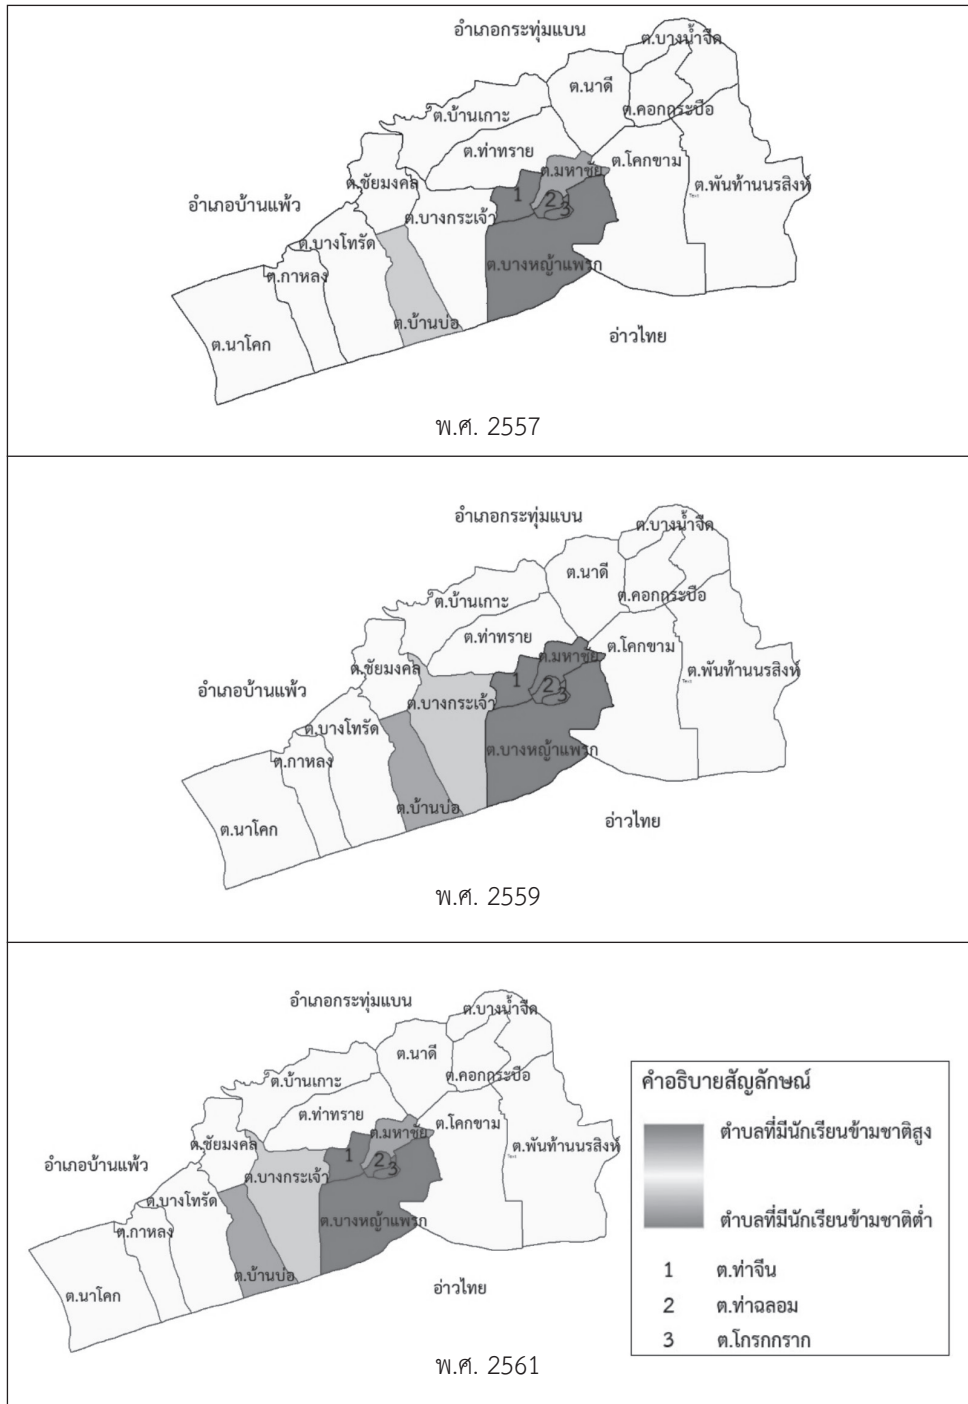 อำเภอกระทุ่มแบน
ต.บางน้ำจืด
ต.นาดี
ต.คอกกระบือ
ต.บ้านเกาะ
ต.ท่าทราย
ต.โคกขาม
ต.มหาชัย
ต.ชัยมงคล
ต.พันท้านนรสิงห์
Text
1
2
3
อำเภอบ้านแพ้ว
ต.บางกระเจ้า
ต.บางโทรัด
ต.บางหญ้าแพรก
ต.กาหลง
ต.บ้านบ่อ
อ่าวไทย
ต.นาโคก
พ.ศ. 2557
อำเภอกระทุ่มแบน
ต.บางน้ำจืด
ต.นาดี
ต.คอกกระบือ
ต.บ้านเกาะ
ต.ท่าทราย
ต.โคกขาม
ต.มหาชัย
ต.ชัยมงคล
ต.พันท้านนรสิงห์
Text
1
2
3
อำเภอบ้านแพ้ว
ต.บางกระเจ้า
ต.บางโทรัด
ต.บางหญ้าแพรก
ต.กาหลง
ต.บ้านบ่อ
อ่าวไทย
ต.นาโคก
พ.ศ. 2559
อำเภอกระทุ่มแบน
ต.บางน้ำจืด
ต.นาดี
ต.คอกกระบือ
ต.บ้านเกาะ
ต.ท่าทราย
ต.โคกขาม
ต.มหาชัย
ต.ชัยมงคล
ต.พันท้านนรสิงห์
Text
1
2
3
อำเภอบ้านแพ้ว
ต.บางกระเจ้า
ต.บางโทรัด
ต.บางหญ้าแพรก
ต.กาหลง
ต.บ้านบ่อ
อ่าวไทย
ต.นาโคก
พ.ศ. 2561
คำอธิบายสัญลักษณ์
ตำบลที่มีนักเรียนข้ามชาติสูง
ตำบลที่มีนักเรียนข้ามชาติต่ำ
1 ต.ท่าจีน
2 ต.ท่าฉลอม
3 ต.โกรกกราก